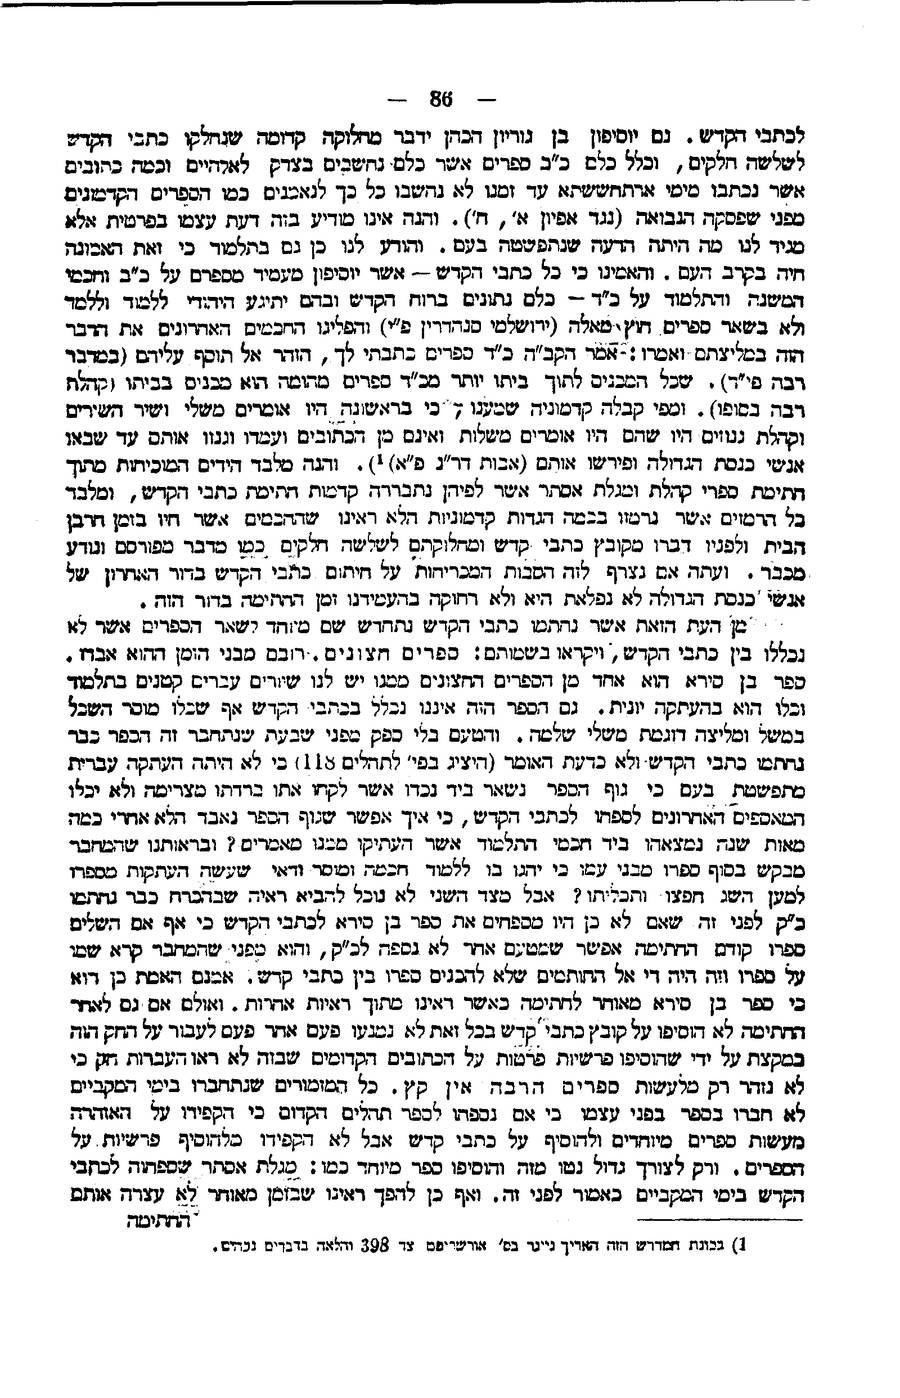 — 86 —
לכתבי הקדש. גם יוסיפון בן גוריון הכהן ידבר מחלוקה קדומה שנחלקו כתבי הקדש
לשלשה חלקים, וכלל כלם כ"ב ספרים אשר כלם נחשבים בצדק לאלהיים וכמה כתובים
אשר נכתבו מימי ארתחששתא עד זמנו לא נחשבו כל כך לנאמנים כמו הספרים הקדמונים
מפני שפסקה הנבואה (נגד אפיון א', ח'). והנה אינו מודיע בזה דעת עצמו בפרטית אלא
מגיד לנו מה היתה הדעה שנתפשטה בעם. והודע לנו כן גם בתלמוד כי זאת האמונה
חיה בקרב העם. והאמינו כי כל כתבי הקדש — אשר יוסיפון מעמיד מספרם על כ"ב וחכמי
המשנה והתלמוד על כ"ד — כלם נתונים ברוח הקדש ובהם יתיגע היהודי ללמוד וללמד
ולא בשאר ספרים חוץ מאלה (ירושלמי סנהדרין פ"י) והפליגו החכמים האחרונים את הדבר
הזה במליצתם ואמרו: אמר הקב"ה כ"ד ספרים כתבתי לך, הזהר אל תוסף עליהם (במדבר
רבה פי"ד). שכל המכניס לתוך ביתו יותר מכ"ד ספרים מהומה הוא מכניס בביתו (קהלת
רבה בסופו). ומפי קבלה קדמוניה שמענו כי בראשונה היו אומרים משלי ושיר השירים
וקהלת גנוזים היו שהם היו אומרים משלות ואינם מן הכתובים ועמדו וגנזו אותם עד שבאו
אנשי כנסת הגדולה ופירשו אותם (אבות דר"נ פ"א) 1). והנה מלבד הידים המוכיחות מתוך
חתימת ספרי קהלת ומגלת אסתר אשר לפיהן נתבררה קדמות חתימת כתבי הקדש, ומלבד
כל הרמזים אשר נרמזו בכמה הגדות קדמוניות הלא ראינו שהחכמים אשר חיו בזמן חרבן
הבית ולפניו דברו מקובץ כתבי קדש ומחלוקתם לשלשה חלקים כמו מדבר מפורסם ונודע
מכבר. ועתה אם נצרף לזה הסבות המכריחות על חיתום כתבי הקדש בדור האחרון של
אנשי כנסת הגדולה לא נפלאת היא ולא רחוקה בהעמידנו זמן החתימה בדור הזה.
מן העת הזאת אשר נחתמו כתבי הקדש נתחדש שם מיוחד לשאר הספרים אשר לא
נכללו בין כתבי הקדש, ויקראו בשמותם: ספרים חצונים. רובם מבני הזמן ההוא אבדו.
ספר בן סירא הוא אחד מן הספרים החצונים ממנו יש לנו שיורים עברים קטנים בתלמוד
וכלו הוא בהעתקה יונית. גם הספר הזה איננו נכלל בכתבי הקדש אף שכלו מוסר השכל
במשל ומליצה דוגמת משלי שלמה. והטעם בלי ספק מפני שבעת שנתחבר זה הספר כבר
נחתמו כתבי הקדש ולא כדעת האומר (היציג בפי' לתהלים 118) כי לא היתה העתקה עברית
מתפשטת בעם כי גוף הספר נשאר ביד נכדו אשר לקחו אתו ברדתו מצרימה ולא יכלו
המאספים האחרונים לספחו לכתבי הקדש, כי איך אפשר שגוף הספר נאבד הלא אחרי כמה
מאות שנה נמצאהו ביד חכמי התלמוד אשר העתיקו ממנו מאמרים? ובראותנו שהמחבר
מבקש בסוף ספרו מבני עמו כי יהגו בו ללמוד חכמה ומוסר ודאי שעשה העתקות מספרו
למען השג חפצו ותכליתו? אבל מצד השני לא נוכל להביא ראיה שבהכרח כבר נחתמו
כ"ק לפני זה שאם לא כן היו מספחים את ספר בן סירא לכתבי הקדש כי אף אם השלים
ספרו קודם החתימה אפשר שמטעם אחר לא נספה לכ"ק, והוא מפני שהמחבר קרא שמו
על ספרו וזה היה די אל החותמים שלא להכניס ספרו בין כתבי קדש. אמנם האמת כן הוא
כי ספר בן סירא מאוחר לחתימה כאשר ראינו מתוך ראיות אחרות. ואולם אם גם לאחר
החתימה לא הוסיפו על קובץ כתבי קדש בכל זאת לא נמנעו פעם אחר פעם לעבור על החק הזה
במקצת על ידי שהוסיפו פרשיות פרטות על הכתובים הקדומים שבזה לא ראו העברות חק כי
לא נזהר רק מלעשות ספרים הרבה אין קץ. כל המזמורים שנתחברו בימי המקביים
לא חברו בספר בפני עצמו כי אם נספחו לספר תהלים הקדום כי הקפידו על האזהרה
מעשות ספרים מיוחדים ולהוסיף על כתבי קדש אבל לא הקפידו מלהוסיף פרשיות על
הספרים. ורק לצורך גדול נטו מזה והוסיפו ספר מיוחד כמו: מגלת אסתר שספחוה לכתבי
הקדש בימי המקביים כאמור לפני זה. ואף כן להפך ראינו שבזמן מאוחר לא עצרה אותם
החתימה
1) בכונת המדרש הזה האריך גייגר בס' אורשריפט צד 398 והלאה בדברים נכהים.